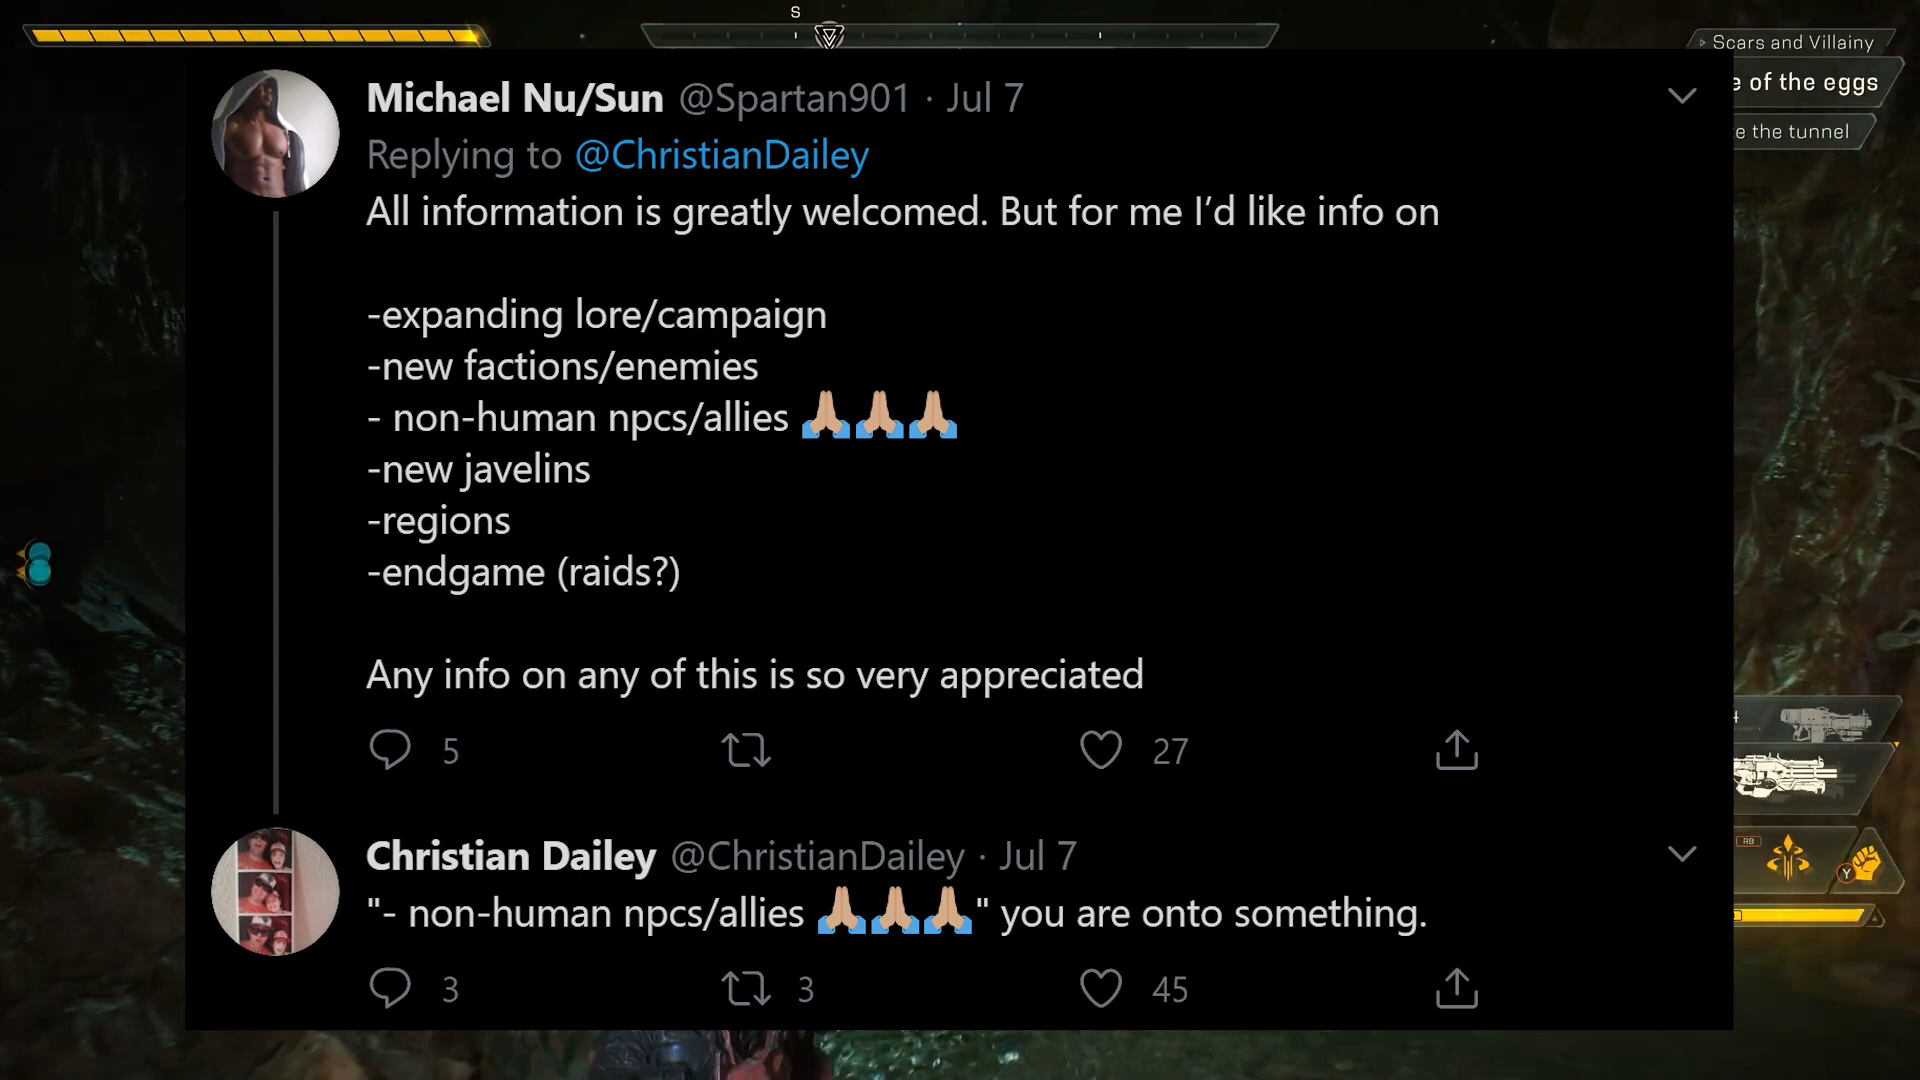 S
Scars and Villainy
e of the eggs
e the tunnel
Michael Nu/Sun @Spartan901 · Jul 7
Replying to @ChristianDailey
All information is greatly welcomed. But for me I’d like info on
-expanding lore/campaign
-new factions/enemies
- non-human npcs/allies 🙏🏼🙏🏼🙏🏼
-new javelins
-regions
-endgame (raids?)
Any info on any of this is so very appreciated
5 27
RB
Y
Christian Dailey @ChristianDailey · Jul 7
"- non-human npcs/allies 🙏🏼🙏🏼🙏🏼" you are onto something.
3 3 45